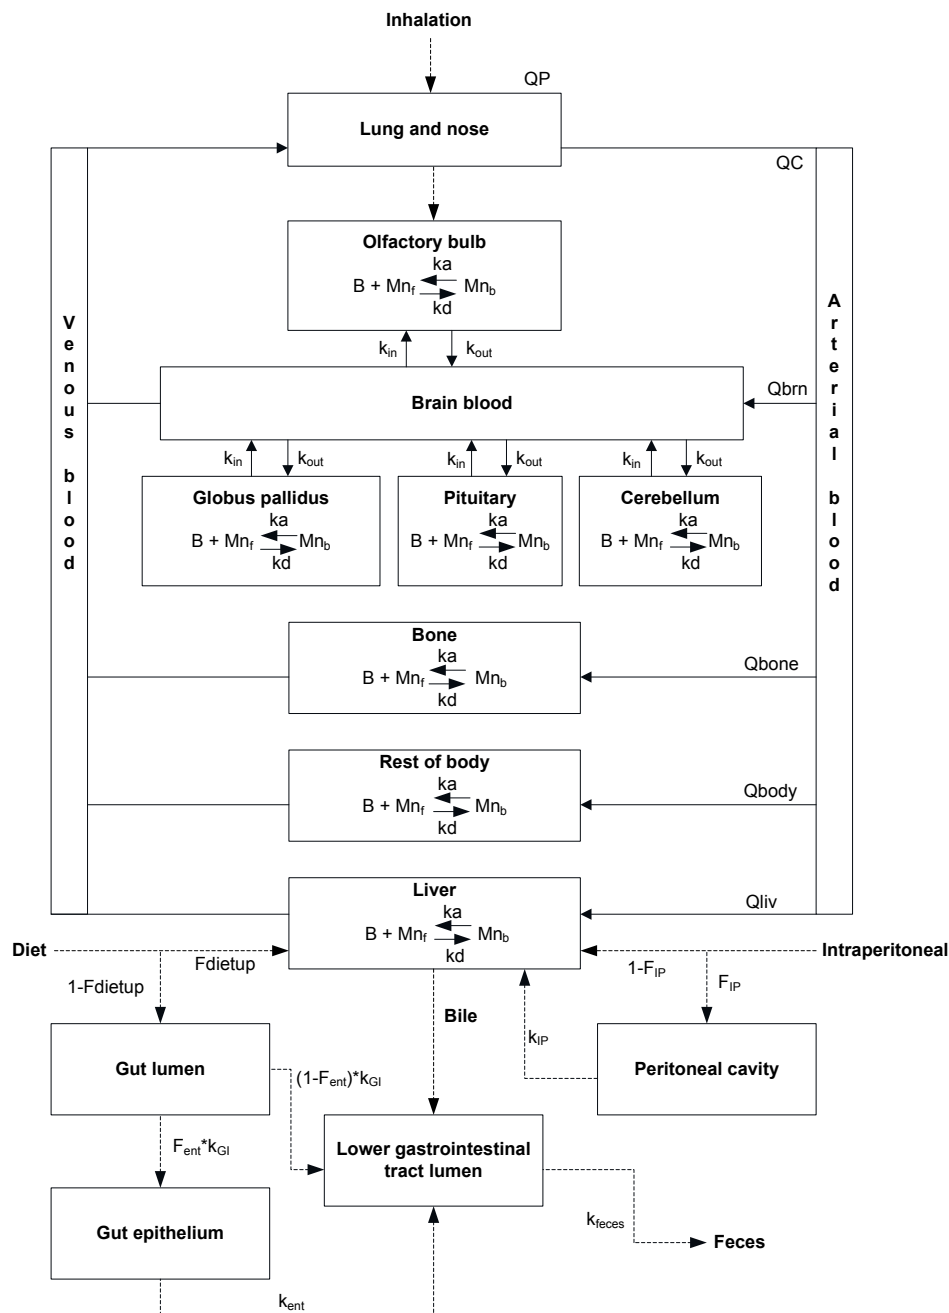 Inhalation
QP
Lung and nose
QC
Olfactory bulb
ka
B + Mnf Mnb
kd
kin kout
Venous blood
Arterial blood
Qbrn
Brain blood
kin kout kin kout kin kout
Globus pallidus Pituitary Cerebellum
ka ka ka
B + Mnf Mnb B + Mnf Mnb B + Mnf Mnb
kd kd kd
Bone
ka
Qbone
B + Mnf Mnb
kd
Rest of body
ka
Qbody
B + Mnf Mnb
kd
Liver
Qliv
ka
B + Mnf Mnb
kd
Diet
Intraperitoneal
Fdietup
1-FIP
FIP
1-Fdietup
Bile
kIP
Gut lumen
Peritoneal cavity
(1-Fent)*kGI
Fent*kGI
Lower gastrointestinal
tract lumen
Gut epithelium
kfeces
Feces
kent